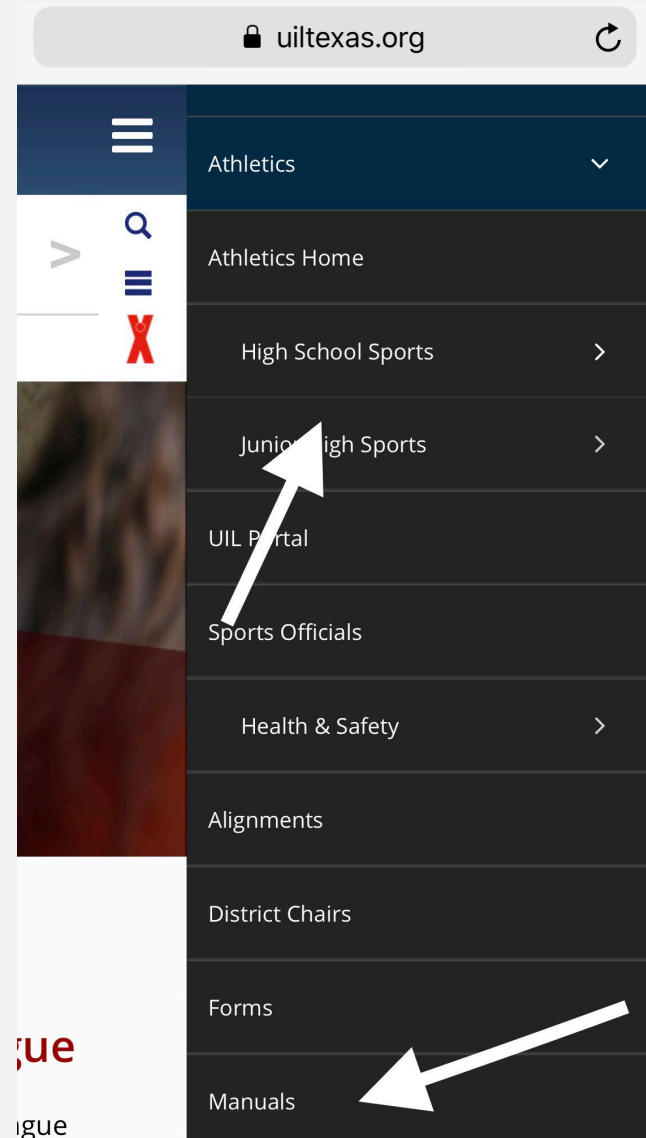 uiltexas.org
Athletics
Athletics Home
High School Sports
Junior High Sports
UIL Portal
Sports Officials
Health & Safety
Alignments
District Chairs
Forms
gue
Manuals
ague